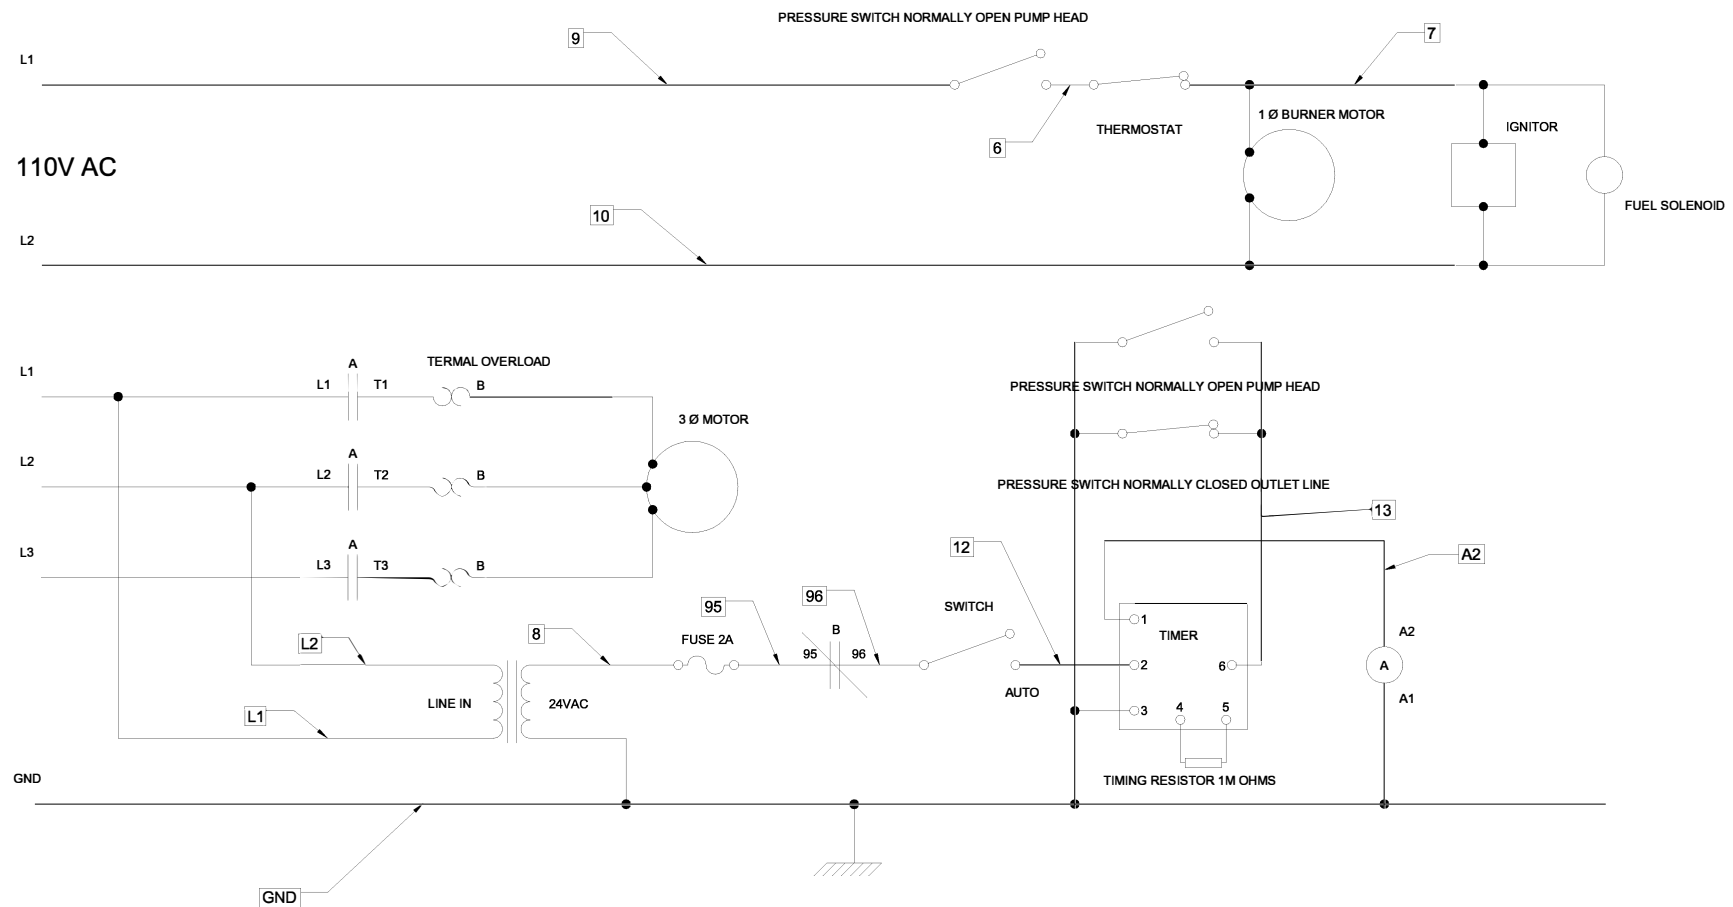 PRESSURE SWITCH NORMALLY OPEN PUMP HEAD
9
7
L1
1 Ø BURNER MOTOR
THERMOSTAT
IGNITOR
6
110V AC
10
FUEL SOLENOID
L2
L1
A
TERMAL OVERLOAD
L1
T1
B
PRESSURE SWITCH NORMALLY OPEN PUMP HEAD
3 Ø MOTOR
L2
A
L2
T2
B
PRESSURE SWITCH NORMALLY CLOSED OUTLET LINE
13
L3
A
L3
T3
B
12
A2
95
96
SWITCH
8
FUSE 2A
B
1
TIMER
A2
L2
95
96
2
6
A
LINE IN
24VAC
AUTO
A1
L1
3
4
5
GND
TIMING RESISTOR 1M OHMS
GND